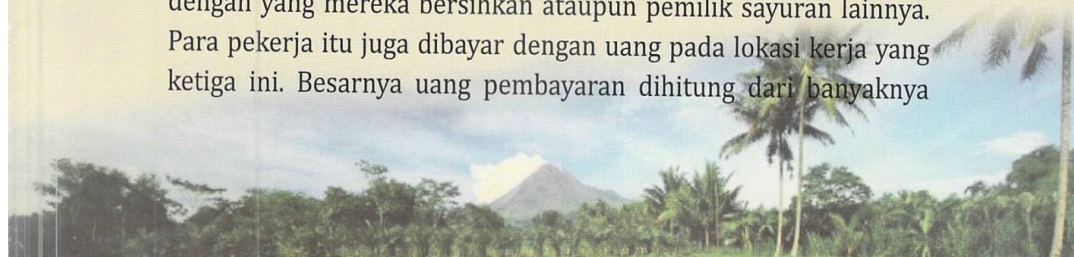 dengan yang mereka bersihkan ataupun pemilik sayuran lainnya.
Para pekerja itu juga dibayar dengan uang pada lokasi kerja yang
ketiga ini. Besarnya uang pembayaran dihitung dari banyaknya